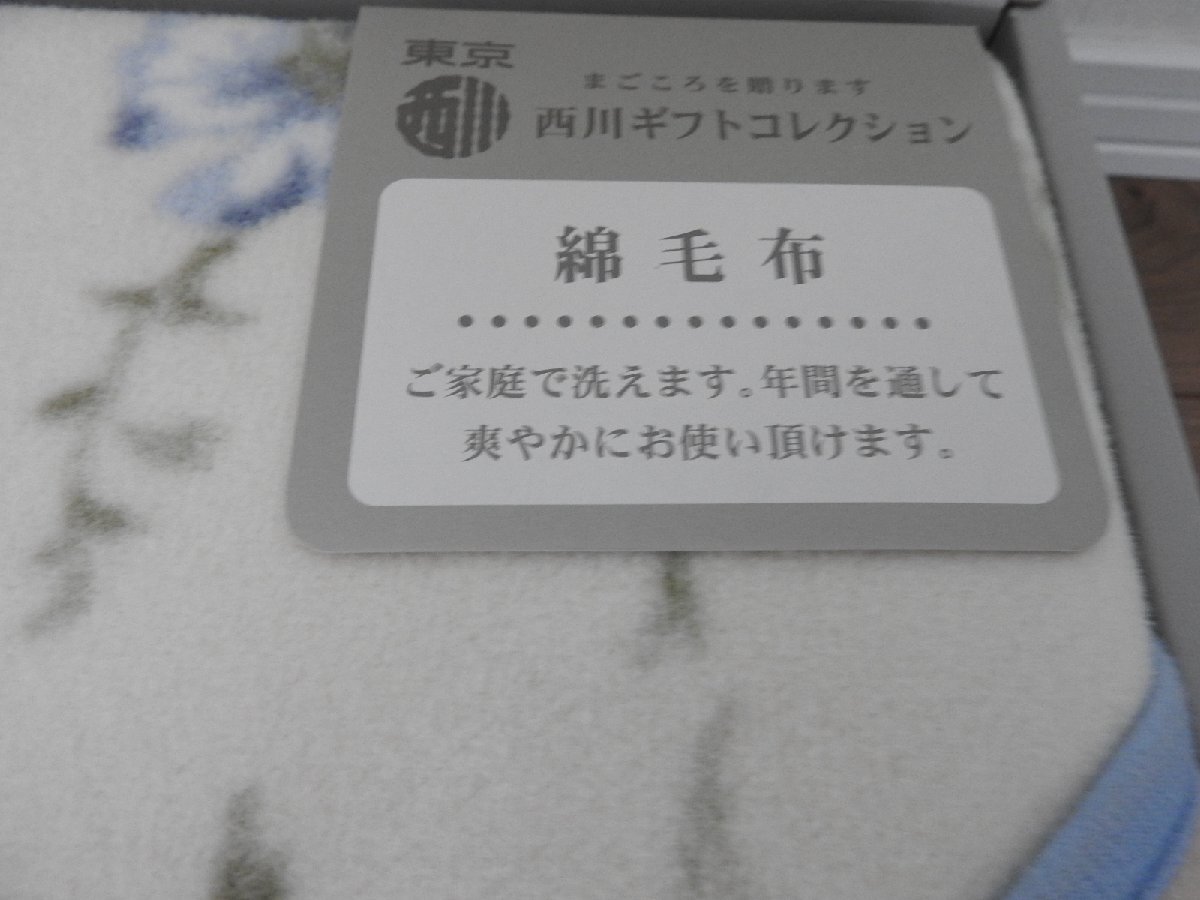 東京
西川
まごころを贈ります
西川ギフトコレクション
綿毛布
ご家庭で洗えます。年間を通して
爽やかにお使い頂けます。